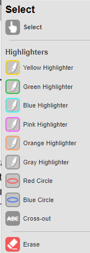 Select
Select
Highlighters
Yellow Highlighter
Green Highlighter
Blue Highlighter
Pink Highlighter
Orange Highlighter
Gray Highlighter
Red Circle
Blue Circle
ABC Cross-out
Erase